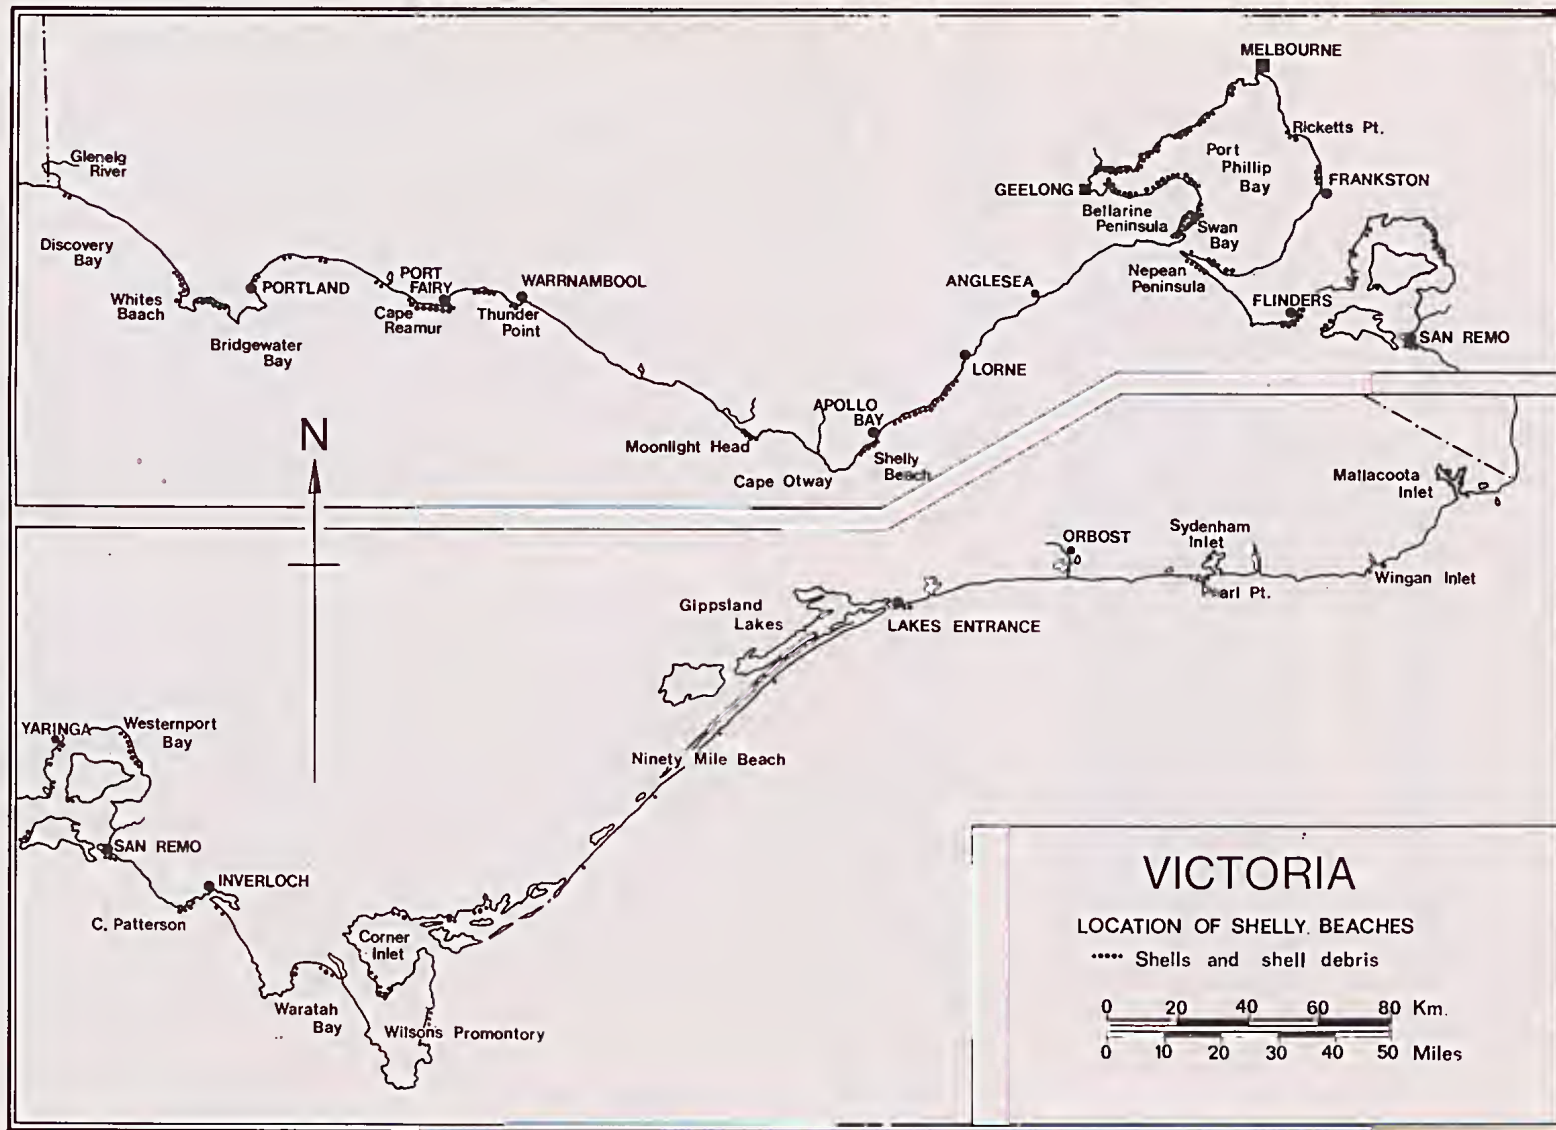 MELBOURNE
Ricketts Pt.
Port
Phillip
Bay
FRANKSTON
GEELONG
Bellarine
Peninsula
Swan
Bay
Nepean
Peninsula
FLINDERS
SAN REMO
Glenelg
River
Discovery
Bay
Whites
Baach
PORTLAND
Bridgewater
Bay
PORT
FAIRY
Cape
Reamur
WARRNAMBOOL
Thunder
Point
ANGLESEA
LORNE
APOLLO
BAY
Moonlight Head
Shelly
Beach
Cape Otway
N
Mallacoota
Inlet
ORBOST
Sydenham
Inlet
Wingan Inlet
arl Pt.
Gippsland
Lakes
LAKES ENTRANCE
Ninety Mile Beach
YARINGA
Westernport
Bay
SAN REMO
INVERLOCH
C. Patterson
Corner
Inlet
Waratah
Bay
Wilsons Promontory
VICTORIA
LOCATION OF SHELLY. BEACHES
Shells and shell debris
0 20 40 60 80 Km.
0 10 20 30 40 50 Miles